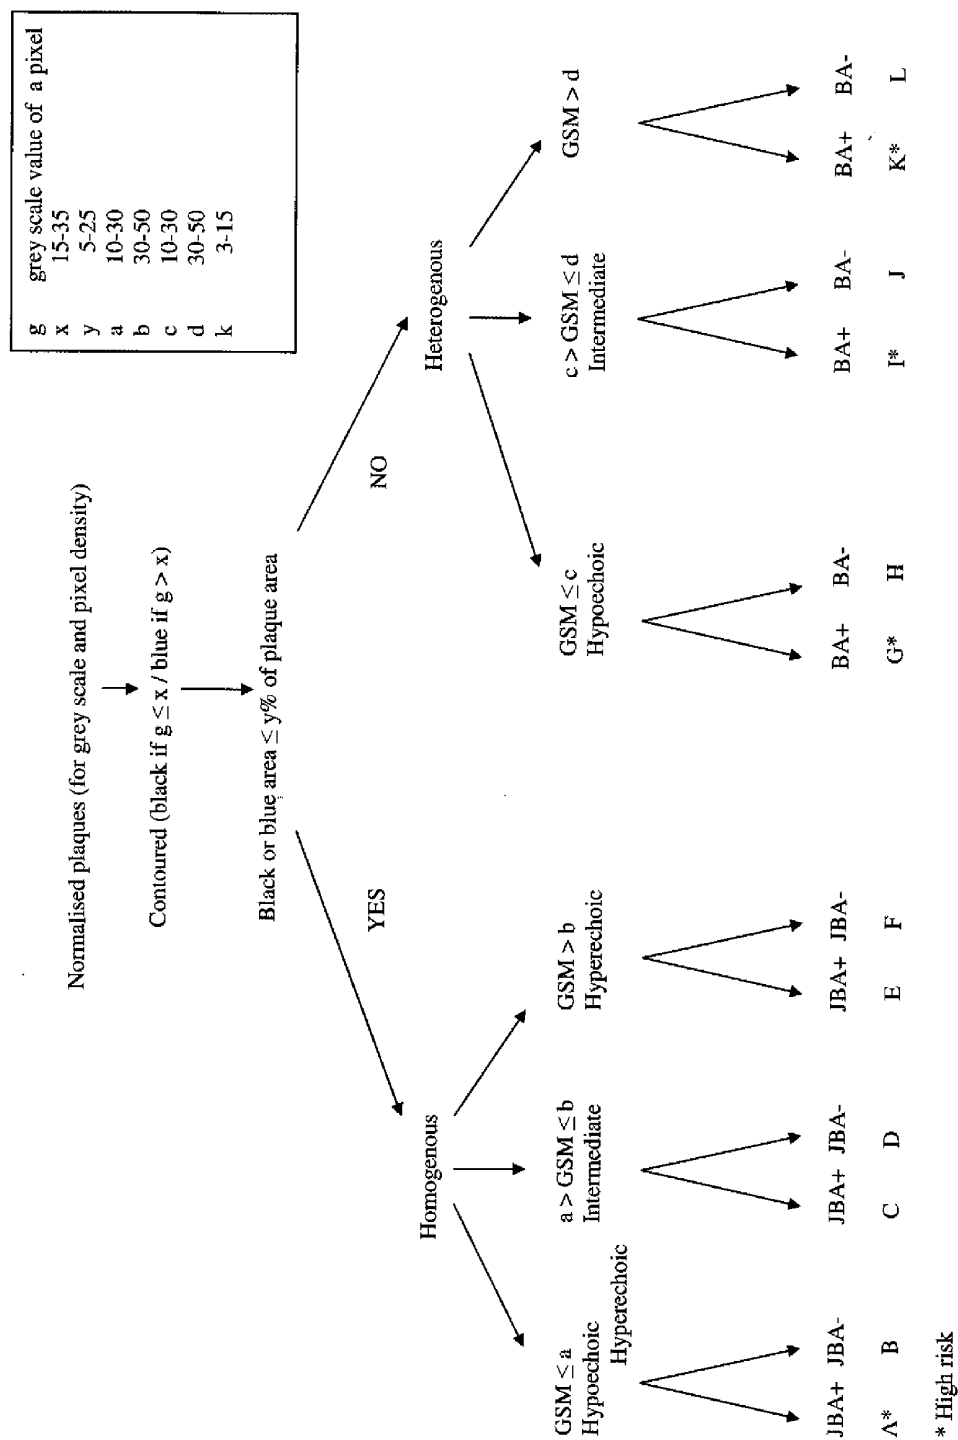 g grey scale value of a pixel
x 15-35
y 5-25
a 10-30
b 30-50
c 10-30
d 30-50
k 3-15
Normalised plaques (for grey scale and pixel density)
Contoured (black if g ≤ x / blue if g > x)
Black or blue area ≤ y% of plaque area
YES
NO
Homogenous
Heterogenous
GSM ≤ a
Hypoechoic
Hyperechoic
a > GSM ≤ b
Intermediate
GSM > b
Hyperechoic
GSM ≤ c
Hypoechoic
c > GSM ≤ d
Intermediate
GSM > d
JBA+ JBA- JBA+ JBA- JBA+ JBA- BA+ BA- BA+ BA- BA+ BA-
A* B C D E F G* H I* J K* L
* High risk